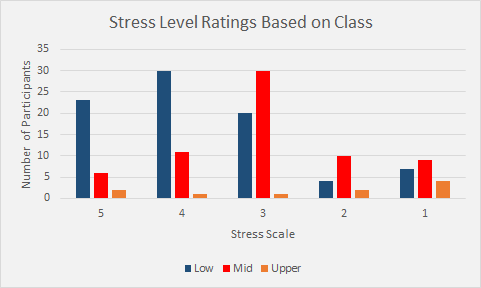 Stress Level Ratings Based on Class
35
30
25
20
15
10
5
0
Number of Participants
5 4 3 2 1
Stress Scale
Low Mid Upper